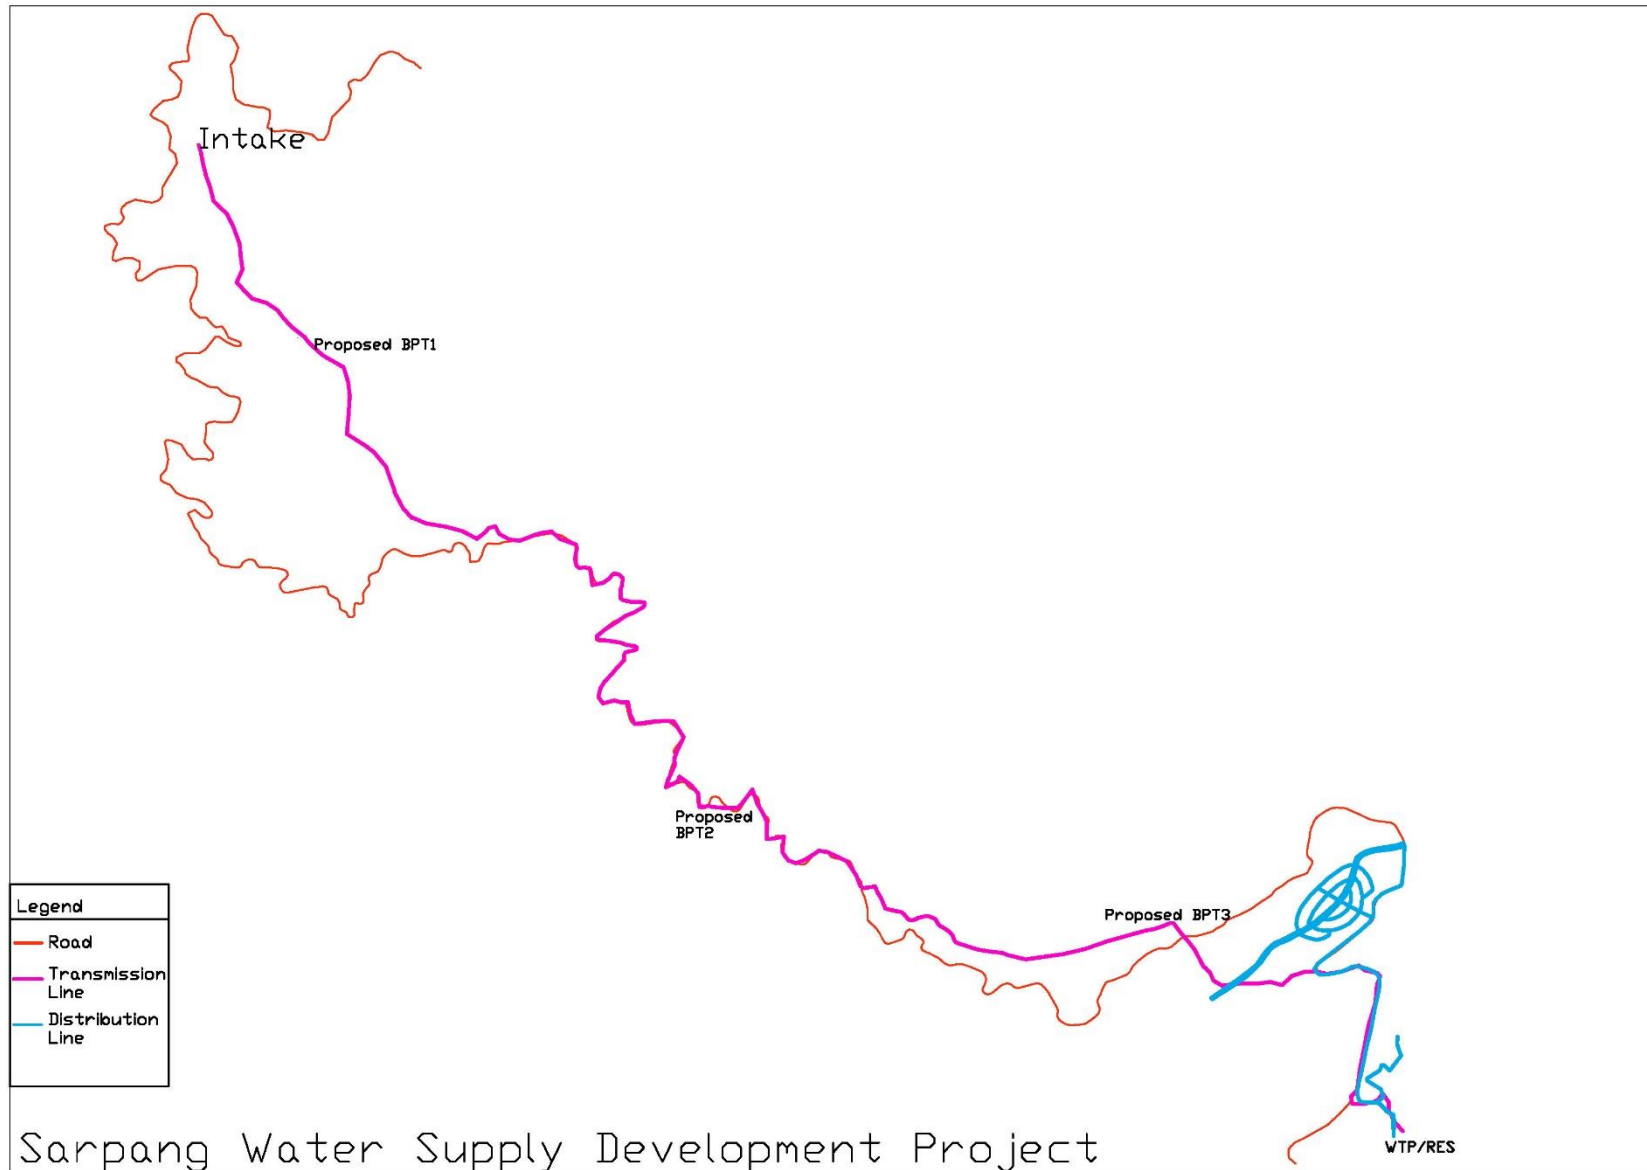 Intake
Proposed BPT1
Proposed
BPT2
Proposed BPT3
Legend
Road
Transmission
Line
Distribution
Line
WTP/RES
Sarpang Water Supply Development Project